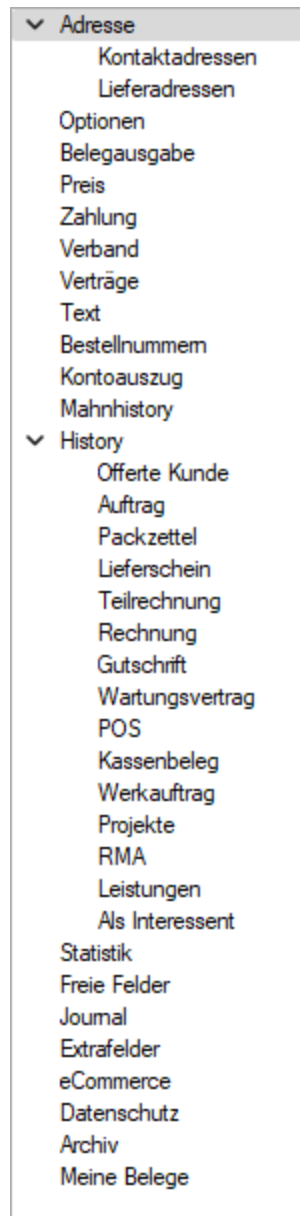 Adresse
Kontaktadressen
Lieferadressen
Optionen
Belegausgabe
Preis
Zahlung
Verband
Verträge
Text
Bestellnummern
Kontoauszug
Mahnhistory
History
Offerte Kunde
Auftrag
Packzettel
Lieferschein
Teilrechnung
Rechnung
Gutschrift
Wartungsvertrag
POS
Kassenbeleg
Werkauftrag
Projekte
RMA
Leistungen
Als Interessent
Statistik
Freie Felder
Journal
Extrafelder
eCommerce
Datenschutz
Archiv
Meine Belege